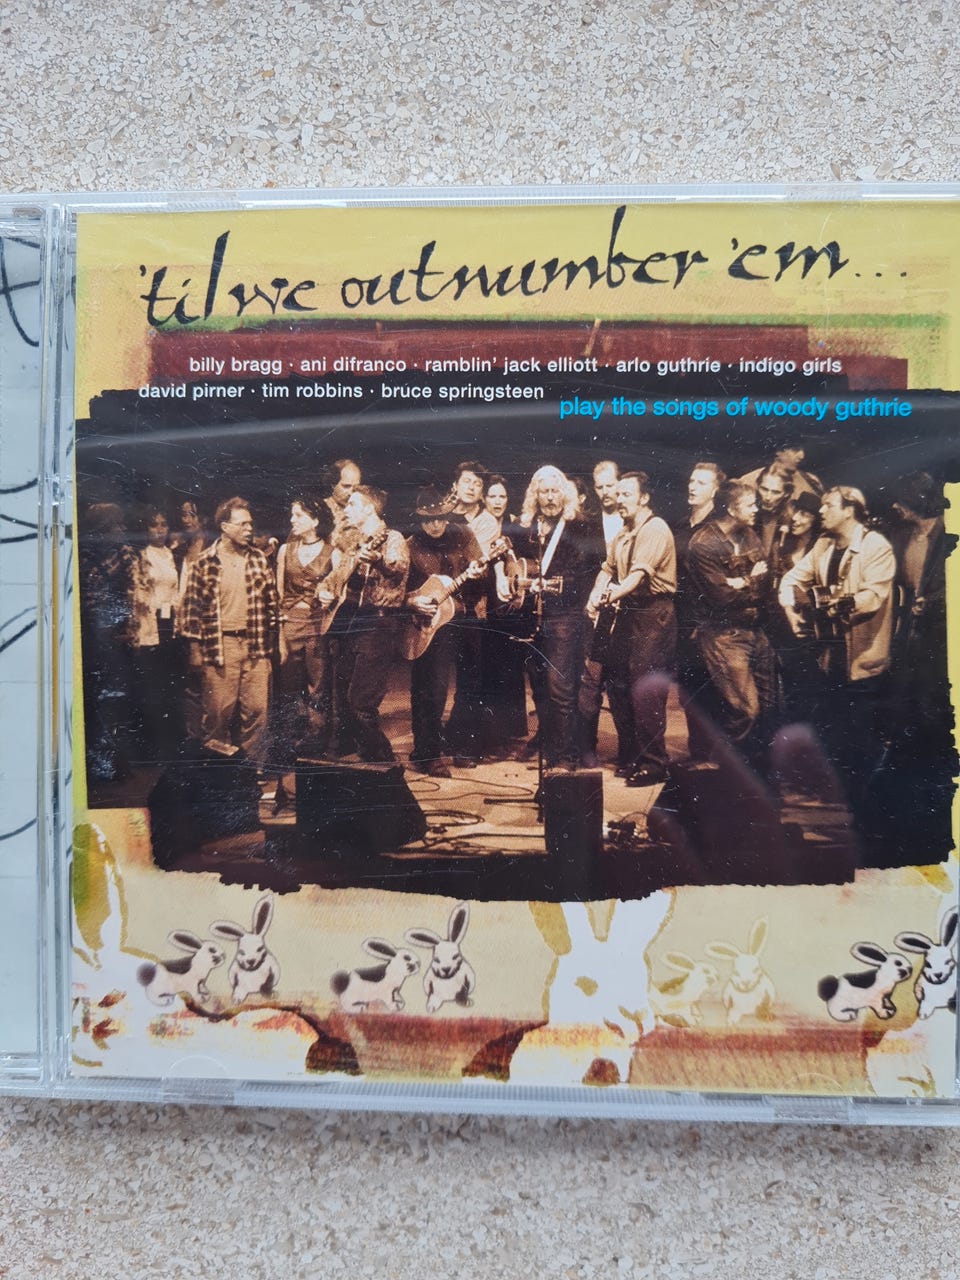 'til we outnumber 'em...
billy bragg · ani difranco · ramblin' jack elliott · arlo guthrie · indigo girls
david pirner · tim robbins · bruce springsteen
play the songs of woody guthrie